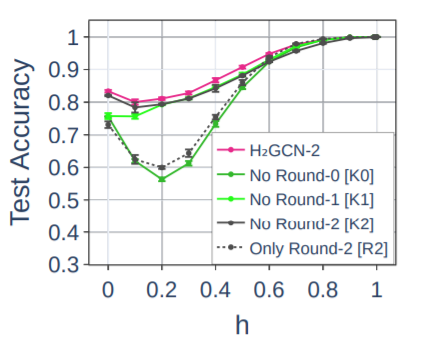 1
0.9
0.8
0.7
0.6
0.5
0.4
0.3
Test Accuracy
H₂GCN-2
No Round-0 [K0]
No Round-1 [K1]
No Round-2 [K2]
Only Round-2 [R2]
0 0.2 0.4 0.6 0.8 1
h